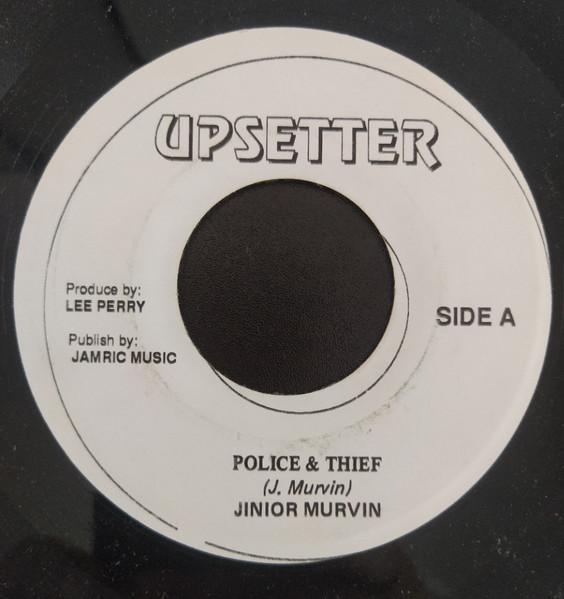 UPSETTER
Produce by:
LEE PERRY
Publish by:
JAMRIC MUSIC
SIDE A
POLICE & THIEF
(J. Murvin)
JINIOR MURVIN